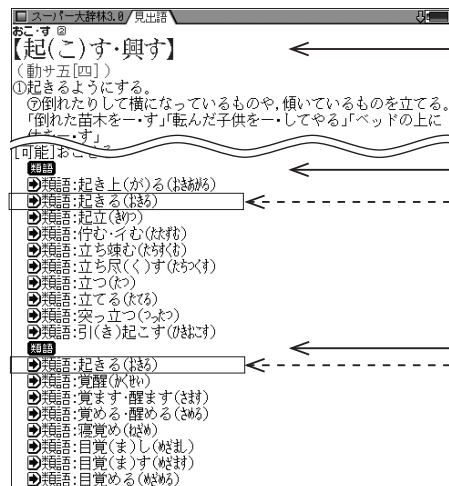 スーパー大辞林3.0 見出語
おこ·す ②
【起(こ)す·興す】
(動サ五[四])
①起きるようにする。
㋐倒れたりして横になっているものや,傾いているものを立てる。
「倒れた苗木を一·す」「転んだ子供を一·してやる」「ベッドの上に
[可能]おこせる
類語
類語:起き上(が)る(おきあがる)
類語:起きる(おきる)
類語:起立(きりつ)
類語:佇む·彳む(たたずむ)
類語:立ち竦む(たちすくむ)
類語:立ち尽(く)す(たちつくす)
類語:立つ(たつ)
類語:立てる(たてる)
類語:突っ立つ(つったつ)
類語:引(き)起こす(ひきおこす)
類語
類語:起きる(おきる)
類語:覚醒(かくせい)
類語:覚ます·醒ます(さます)
類語:覚める·醒める(さめる)
類語:寝覚め(ねざめ)
類語:目覚(ま)し(めざまし)
類語:目覚(ま)す(めざます)
類語:目覚める(めざめる)